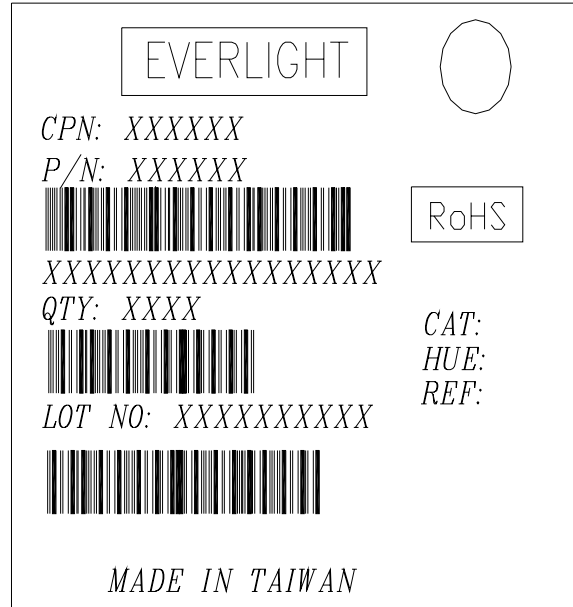 EVERLIGHT
CPN: XXXXXX
P/N: XXXXXX
RoHS
XXXXXXXXXXXXXXXXX
QTY: XXXX
CAT:
HUE:
REF:
LOT NO: XXXXXXXXXX
MADE IN TAIWAN